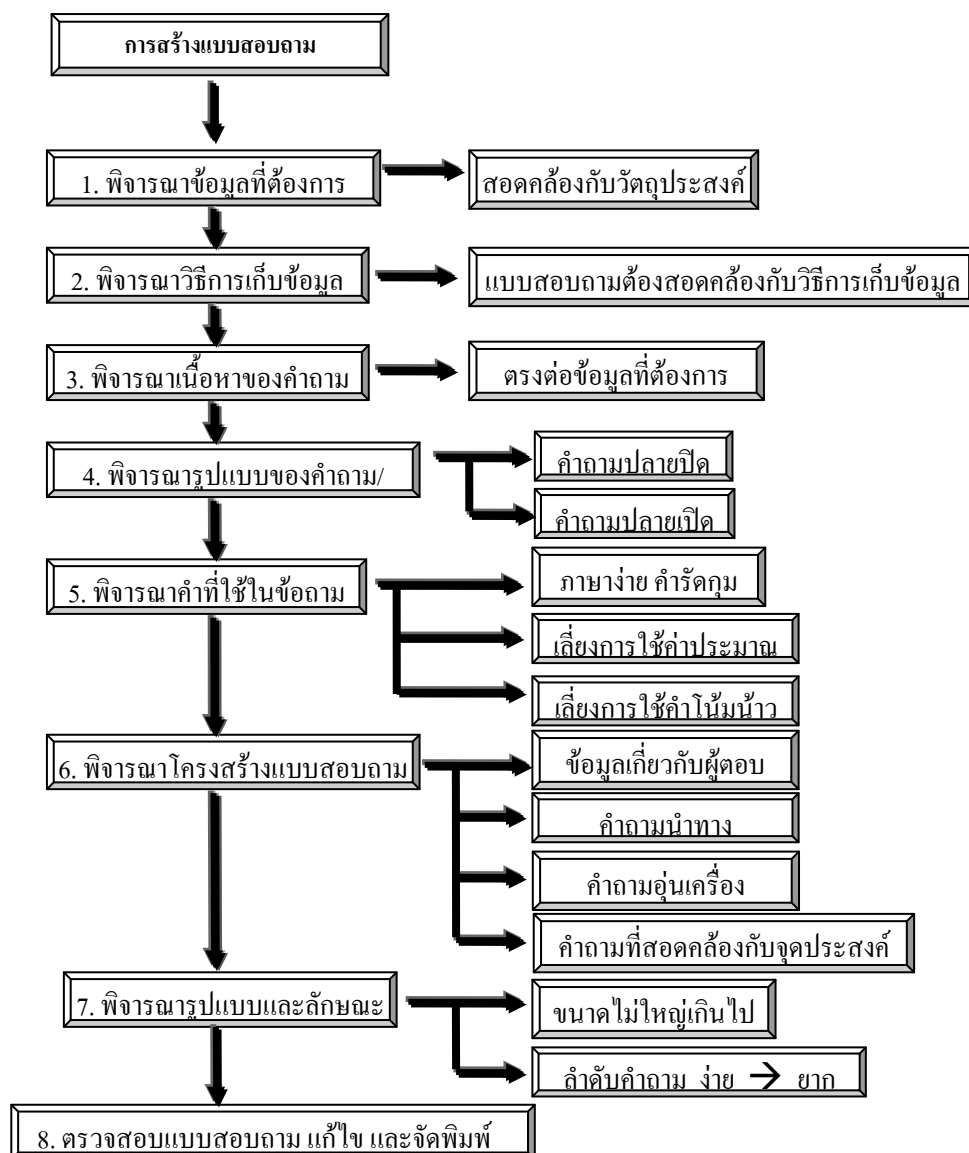 การสร้างแบบสอบถาม
1. พิจารณาข้อมูลที่ต้องการ
สอดคล้องกับวัตถุประสงค์
2. พิจารณาวิธีการเก็บข้อมูล
แบบสอบถามต้องสอดคล้องกับวิธีการเก็บข้อมูล
3. พิจารณาเนื้อหาของคำถาม
ตรงต่อข้อมูลที่ต้องการ
4. พิจารณารูปแบบของคำถาม/
คำถามปลายปิด
คำถามปลายเปิด
5. พิจารณาคำที่ใช้ในข้อถาม
ภาษาง่าย คำรัดกุม
เลี่ยงการใช้ค่าประมาณ
เลี่ยงการใช้คำโน้มน้าว
6. พิจารณาโครงสร้างแบบสอบถาม
ข้อมูลเกี่ยวกับผู้ตอบ
คำถามนำทาง
คำถามอุ่นเครื่อง
คำถามที่สอดคล้องกับจุดประสงค์
7. พิจารณารูปแบบและลักษณะ
ขนาดไม่ใหญ่เกินไป
ลำดับคำถาม ง่าย → ยาก
8. ตรวจสอบแบบสอบถาม แก้ไข และจัดพิมพ์